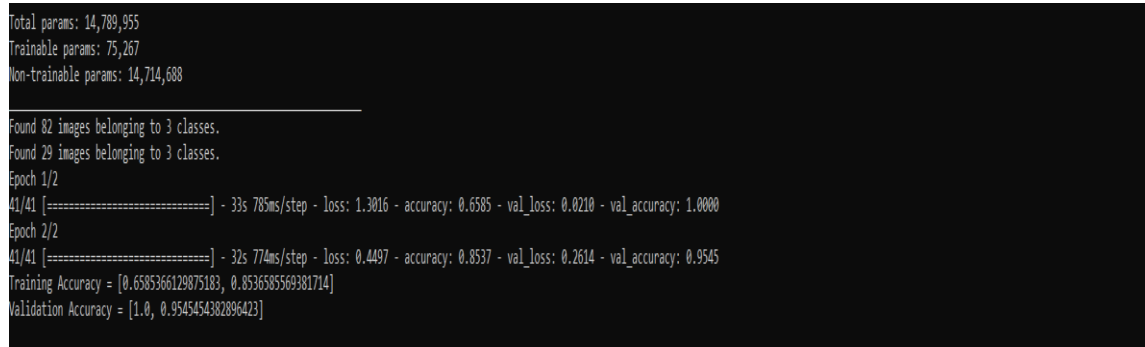 Total params: 14,789,955
Trainable params: 75,267
Non-trainable params: 14,714,688
Found 82 images belonging to 3 classes.
Found 29 images belonging to 3 classes.
Epoch 1/2
41/41 [==============================] - 33s 785ms/step - loss: 1.3016 - accuracy: 0.6585 - val_loss: 0.0210 - val_accuracy: 1.0000
Epoch 2/2
41/41 [==============================] - 32s 774ms/step - loss: 0.4497 - accuracy: 0.8537 - val_loss: 0.2614 - val_accuracy: 0.9545
Training Accuracy = [0.6585366129875183, 0.8536585569381714]
Validation Accuracy = [1.0, 0.9545454382896423]